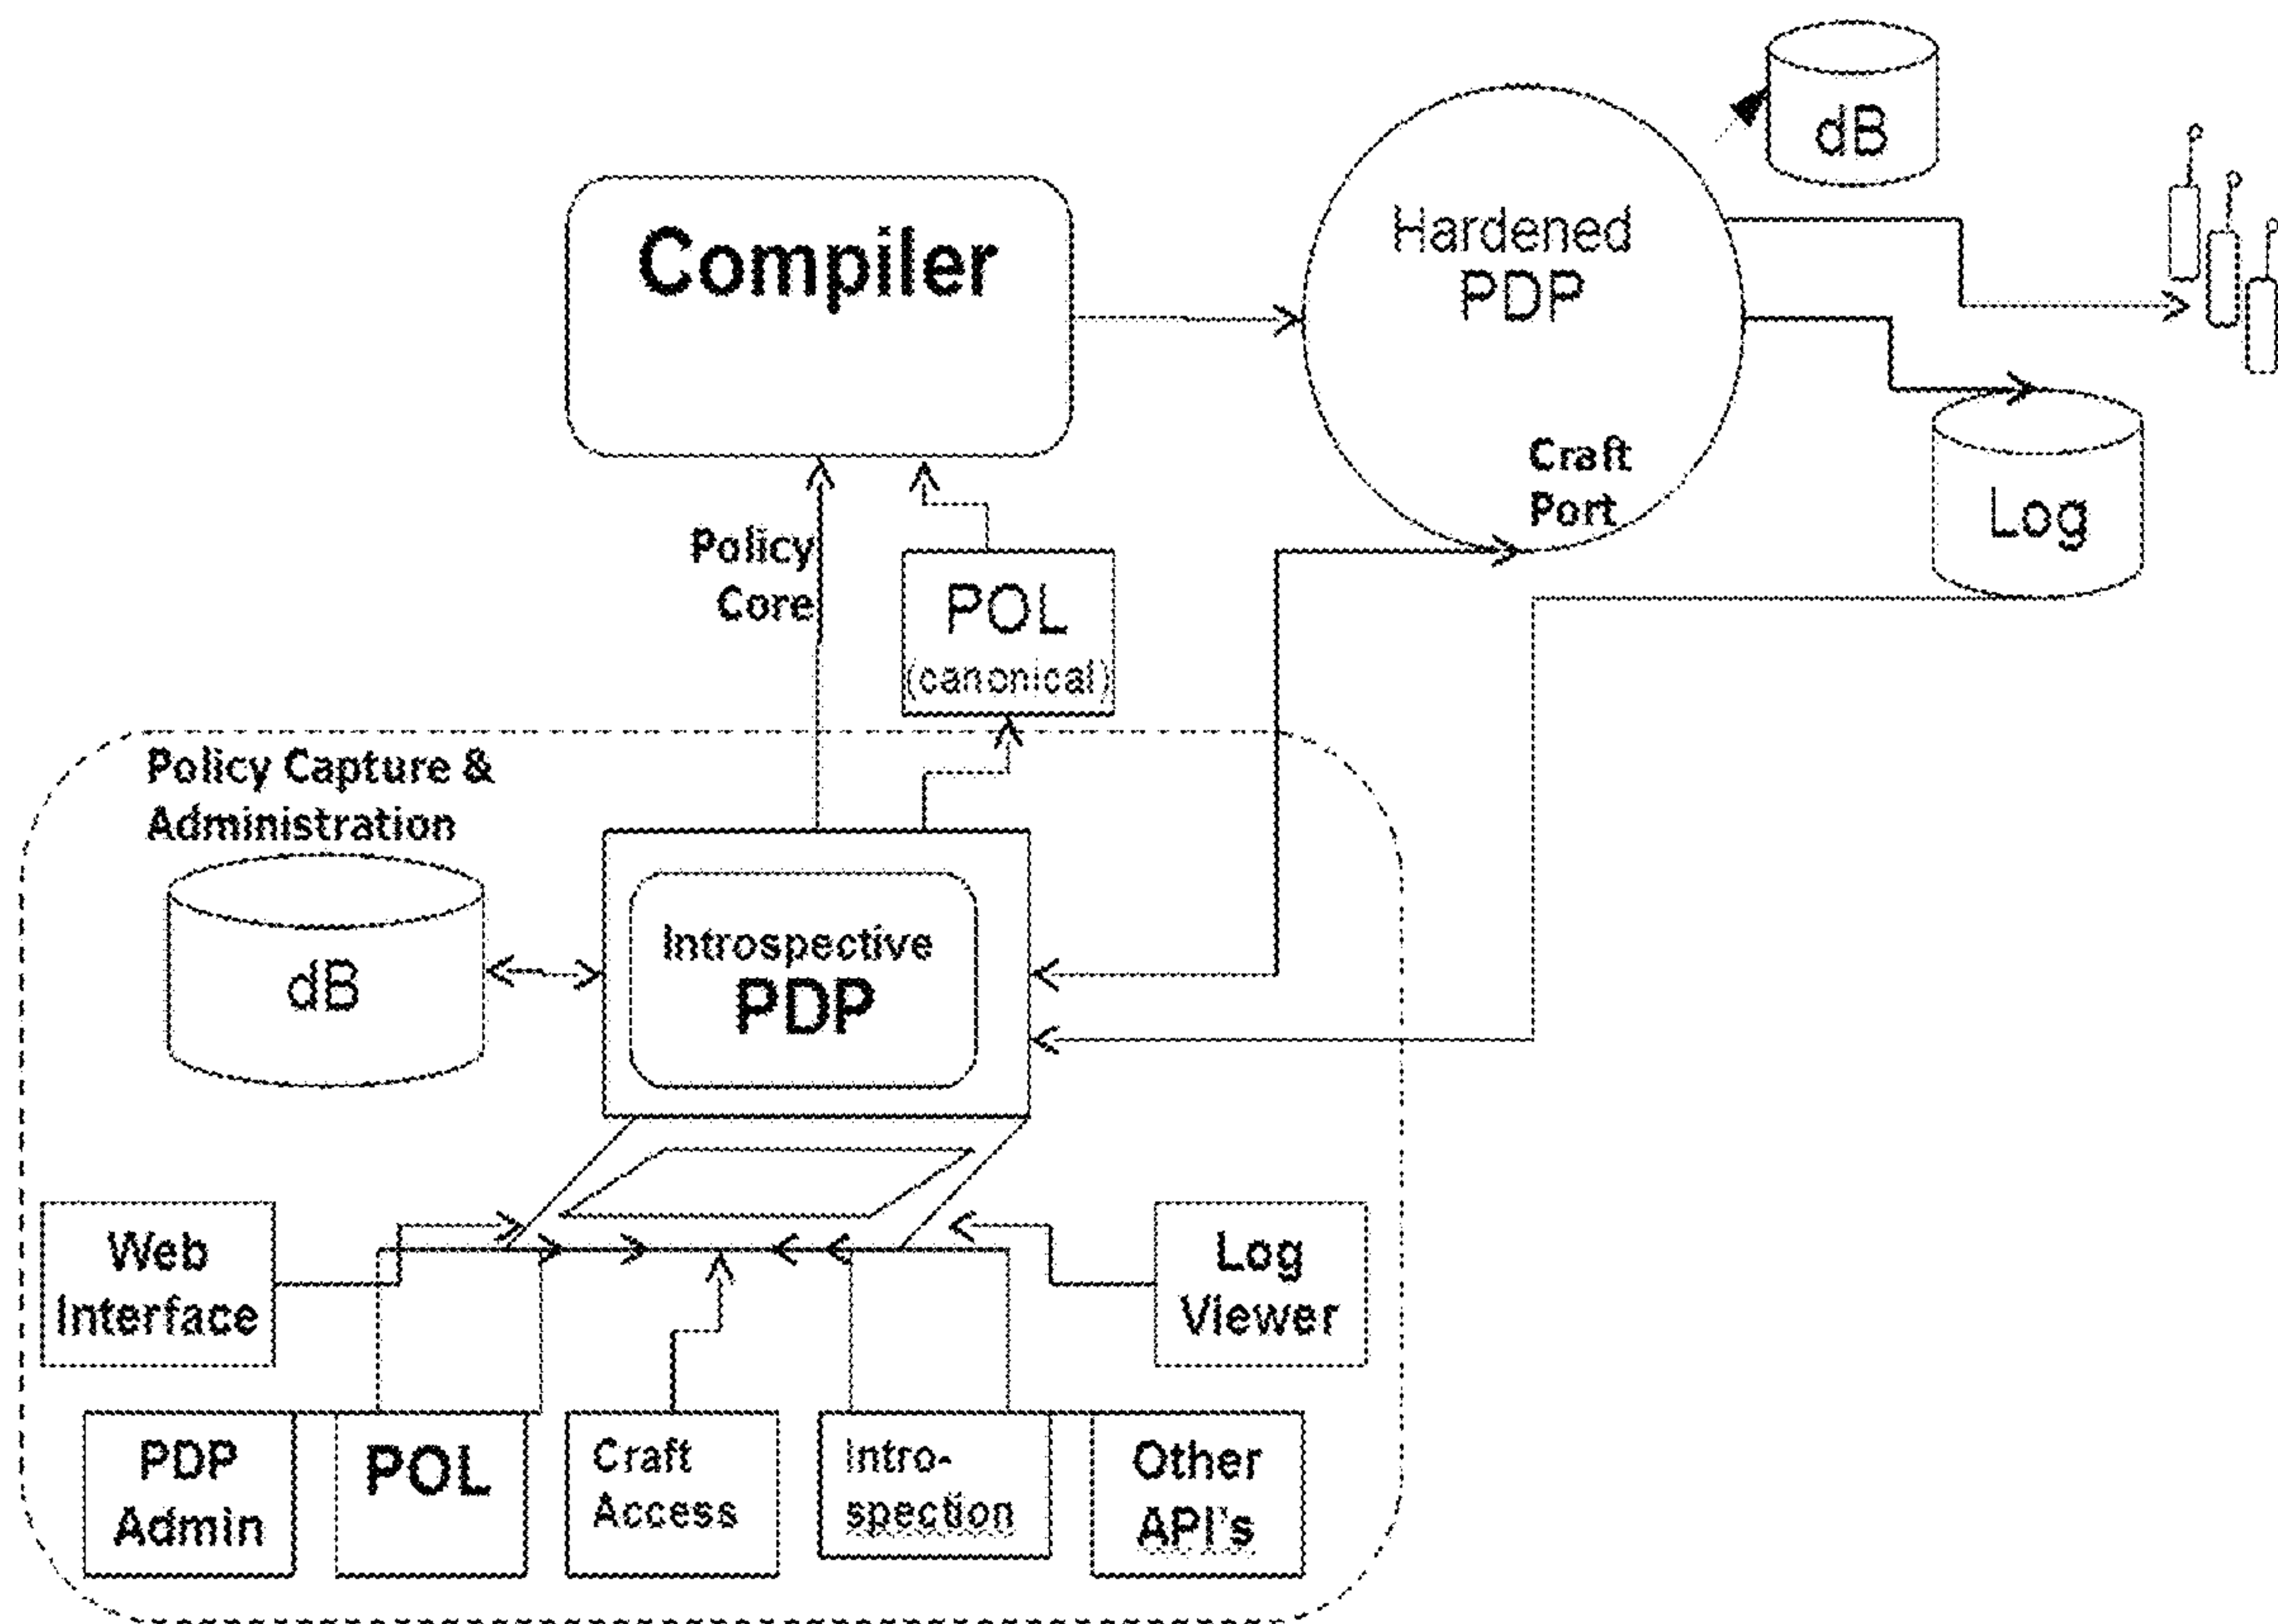 dB
Compiler
Hardened
PDP
Craft
Port
Log
Policy
Core
POL
(canonical)
Policy Capture &
Administration
dB
Introspective
PDP
Web
Interface
Log
Viewer
PDP
Admin
POL
Craft
Access
Intro-
spection
Other
API's